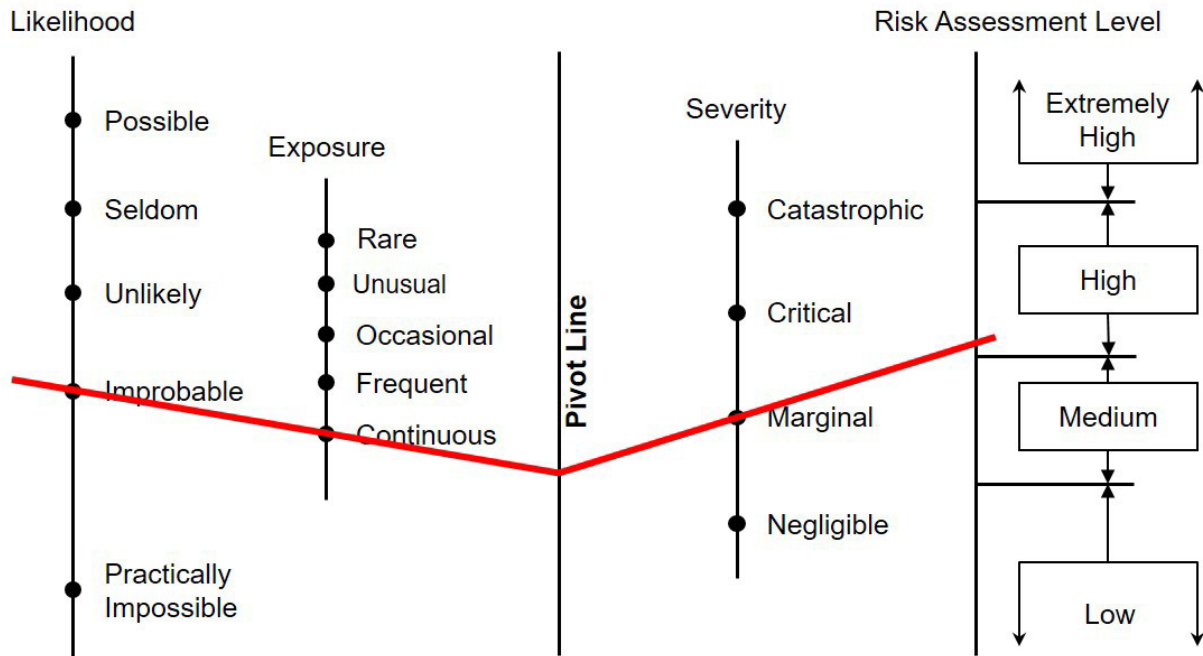 Likelihood
Possible
Seldom
Unlikely
Improbable
Practically
Impossible
Exposure
Rare
Unusual
Occasional
Frequent
Continuous
Pivot Line
Severity
Catastrophic
Critical
Marginal
Negligible
Risk Assessment Level
Extremely
High
High
Medium
Low